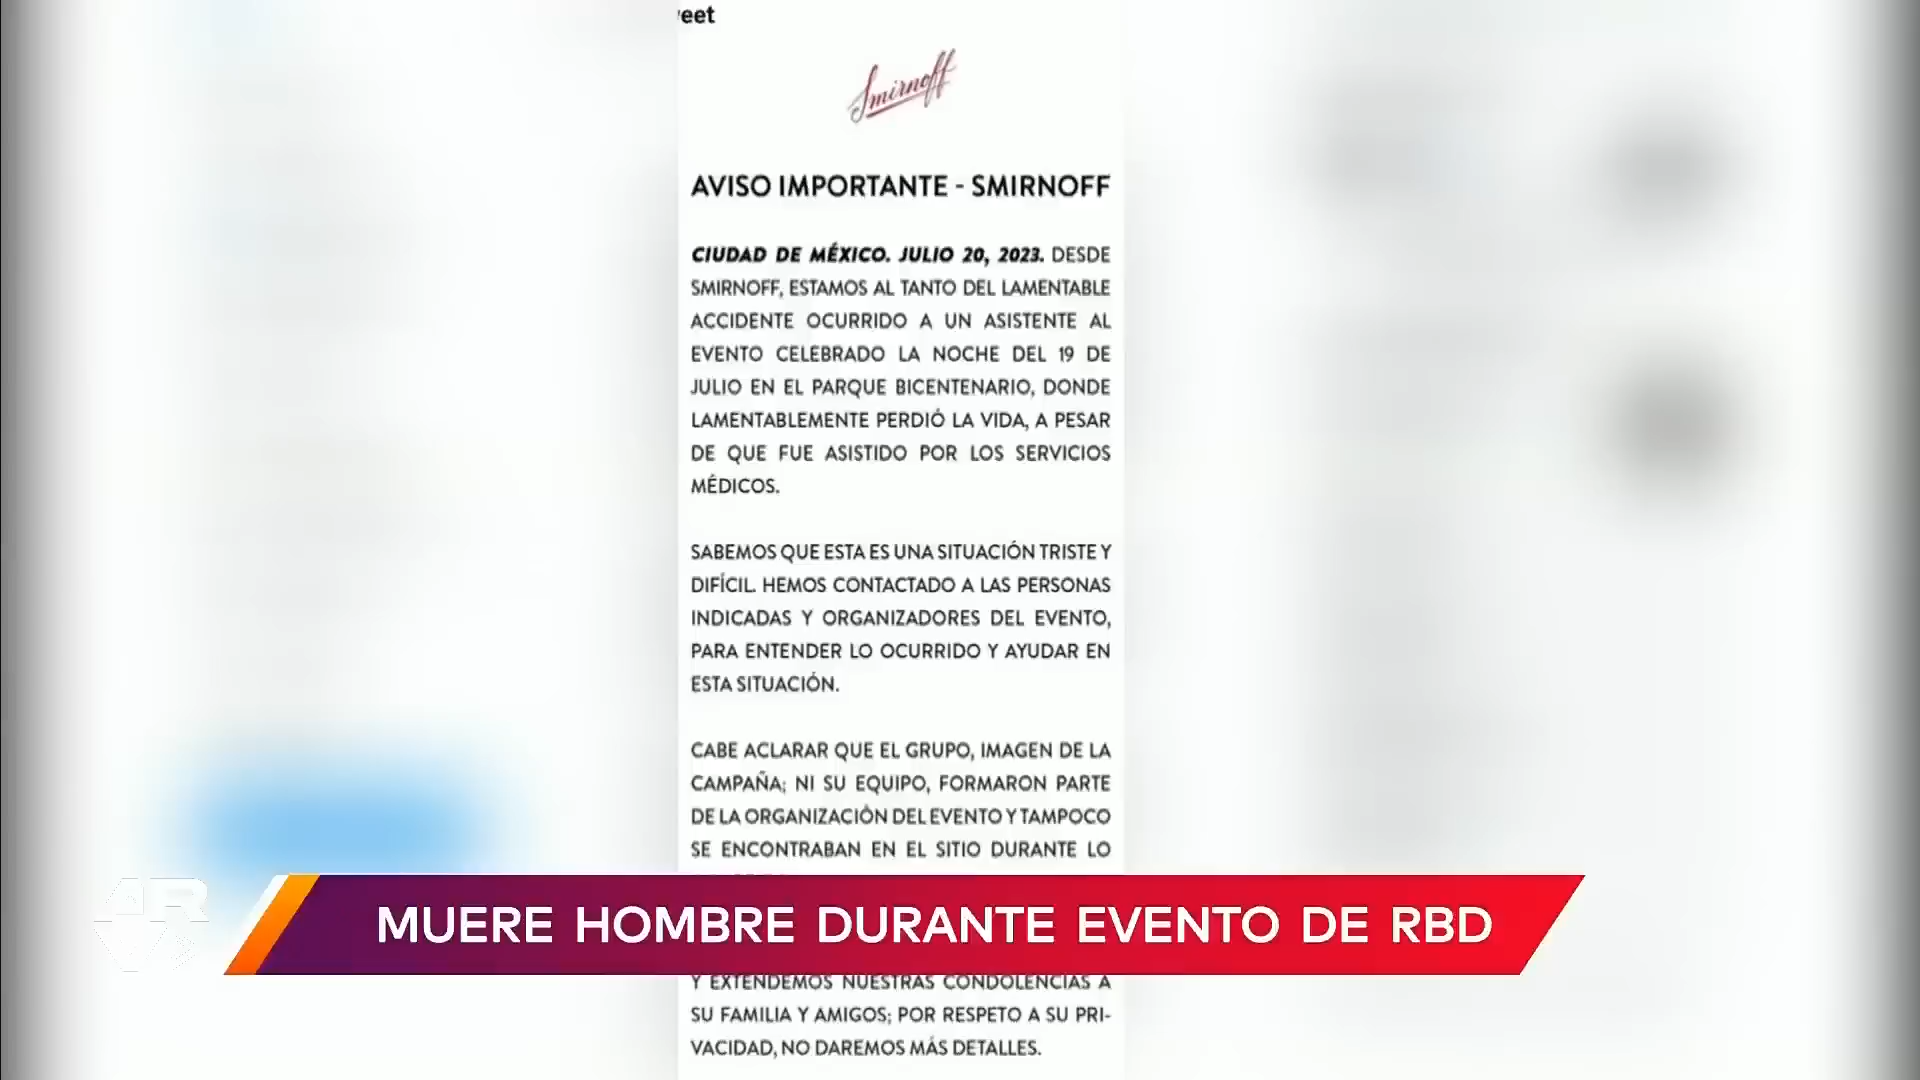 Smirnoff
AVISO IMPORTANTE - SMIRNOFF
CIUDAD DE MÉXICO. JULIO 20, 2023. DESDE
SMIRNOFF, ESTAMOS AL TANTO DEL LAMENTABLE
ACCIDENTE OCURRIDO A UN ASISTENTE AL
EVENTO CELEBRADO LA NOCHE DEL 19 DE
JULIO EN EL PARQUE BICENTENARIO, DONDE
LAMENTABLEMENTE PERDIÓ LA VIDA, A PESAR
DE QUE FUE ASISTIDO POR LOS SERVICIOS
MÉDICOS.
SABEMOS QUE ESTA ES UNA SITUACIÓN TRISTE Y
DIFÍCIL. HEMOS CONTACTADO A LAS PERSONAS
INDICADAS Y ORGANIZADORES DEL EVENTO,
PARA ENTENDER LO OCURRIDO Y AYUDAR EN
ESTA SITUACIÓN.
CABE ACLARAR QUE EL GRUPO, IMAGEN DE LA
CAMPAÑA; NI SU EQUIPO, FORMARON PARTE
DE LA ORGANIZACIÓN DEL EVENTO Y TAMPOCO
SE ENCONTRABAN EN EL SITIO DURANTE LO
MUERE HOMBRE DURANTE EVENTO DE RBD
Y EXTENDEMOS NUESTRAS CONDOLENCIAS A
SU FAMILIA Y AMIGOS; POR RESPETO A SU PRI-
VACIDAD, NO DAREMOS MÁS DETALLES.